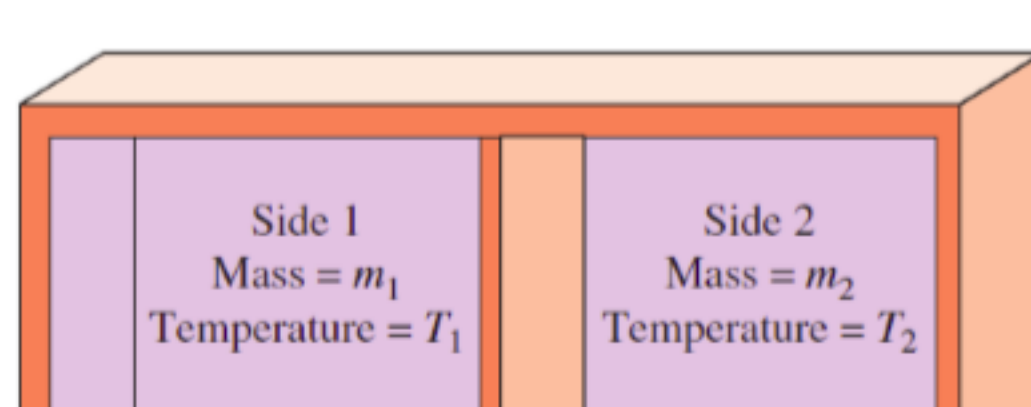 Side 1
Mass = m₁
Temperature = T₁
Side 2
Mass = m₂
Temperature = T₂